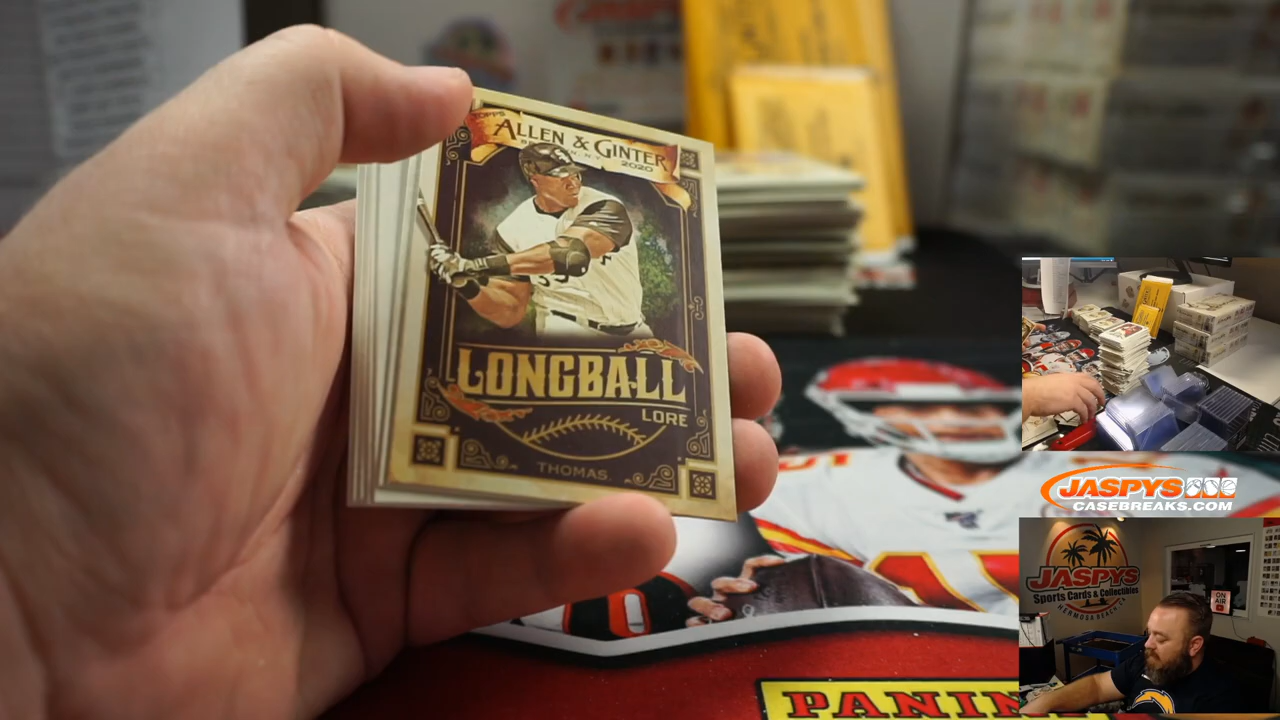 TOPPS
ALLEN & GINTER
2020
LONGBALL
LORE
THOMAS
JASPYS
CASEBREAKS.COM
JASPYS
Sports Cards & Collectibles
HERMOSA BEACH, CA
ON
AIR
PANINI